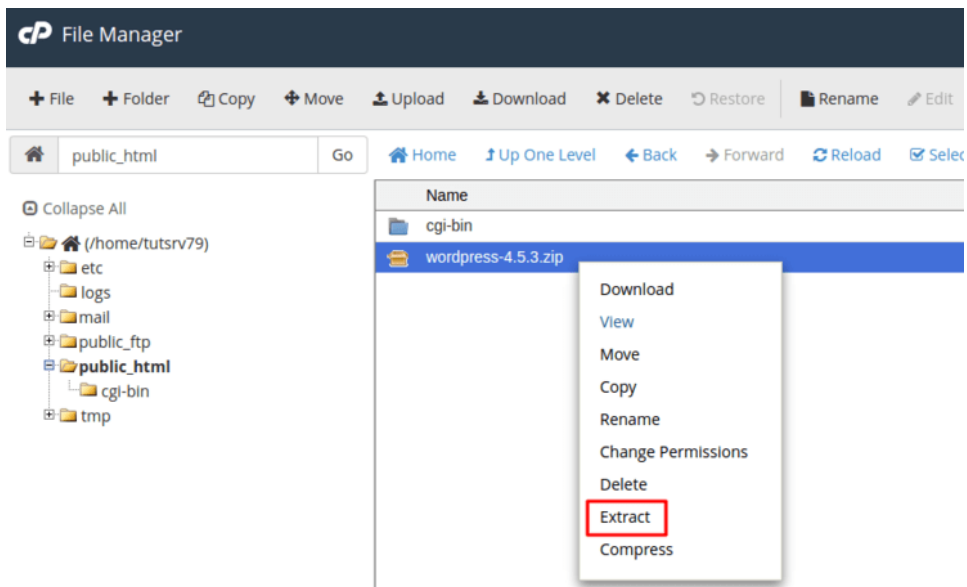 cP File Manager
File Folder Copy Move Upload Download Delete Restore Rename Edit
public_html Go Home Up One Level Back Forward Reload Selec
Collapse All
(/home/tutsrv79)
etc
logs
mail
public_ftp
public_html
cgi-bin
tmp
Name
cgi-bin
wordpress-4.5.3.zip
Download
View
Move
Copy
Rename
Change Permissions
Delete
Extract
Compress